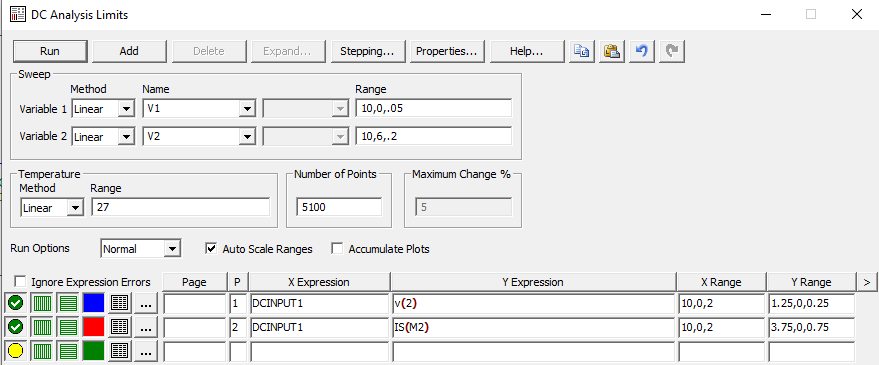 DC Analysis Limits
Run Add Delete Expand... Stepping... Properties... Help...
Sweep
Method Name Range
Variable 1 Linear V1 10,0,.05
Variable 2 Linear V2 10,6,.2
Temperature Number of Points Maximum Change %
Method Range
Linear 27 5100 5
Run Options Normal Auto Scale Ranges Accumulate Plots
Ignore Expression Errors Page P X Expression Y Expression X Range Y Range >
... 1 DCINPUT1 v(2) 10,0,2 1.25,0,0.25
... 2 DCINPUT1 IS(M2) 10,0,2 3.75,0,0.75
...